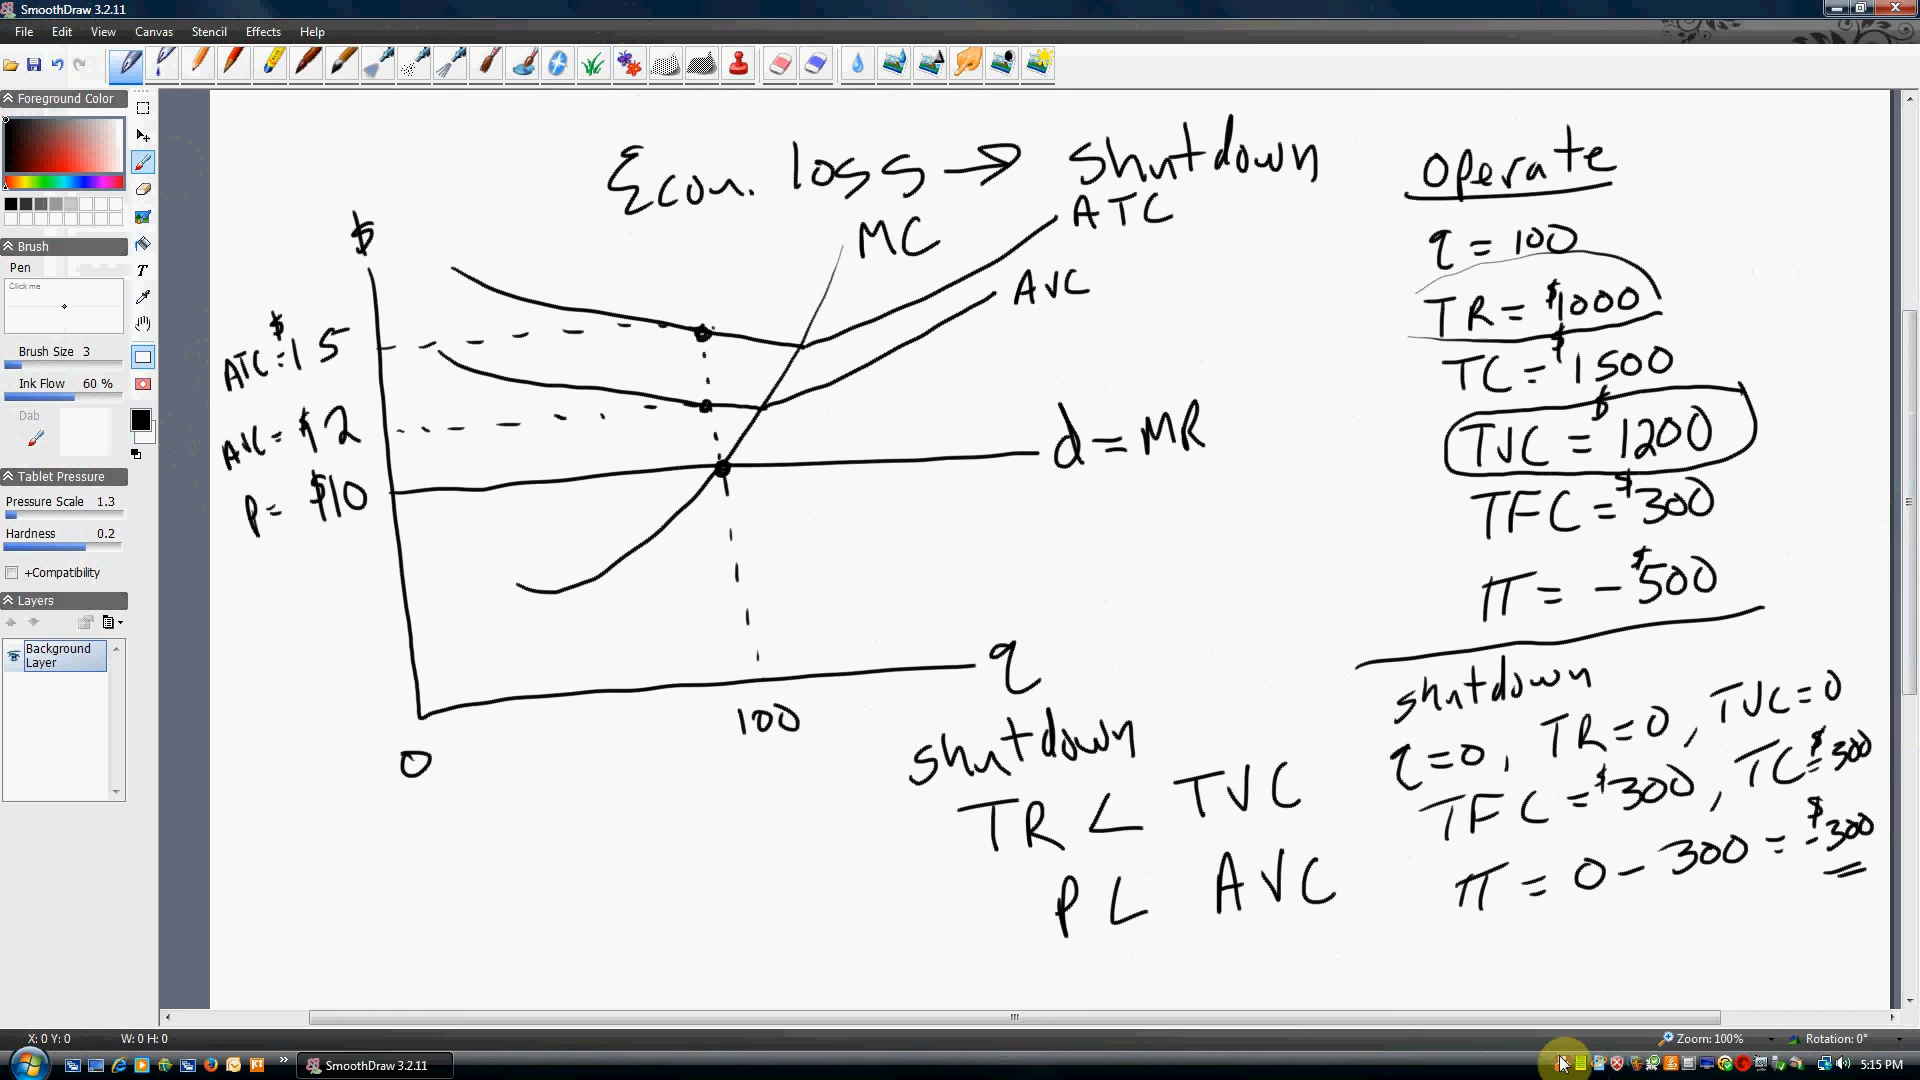 SmoothDraw 3.2.11
File Edit View Canvas Stencil Effects Help
Foreground Color
Brush
Pen
Click me
Brush Size 3
Ink Flow 60 %
Dab
Tablet Pressure
Pressure Scale 1.3
Hardness 0.2
+Compatibility
Layers
Background
Layer
Econ. loss → shutdown
$
MC
ATC
AVC
ATC = $15
AVC = $12
P = $10
d = MR
q
0
100
shutdown
TR < TVC
P < AVC
operate
q = 100
TR = $1000
TC = $1500
TVC = $1200
TFC = $300
π = -$500
shutdown
q = 0, TR = 0, TVC = 0
TFC = $300, TC = $300
π = 0 - 300 = -$300
X: 0 Y: 0 W: 0 H: 0
Zoom: 100% Rotation: 0°
SmoothDraw 3.2.11
5:15 PM